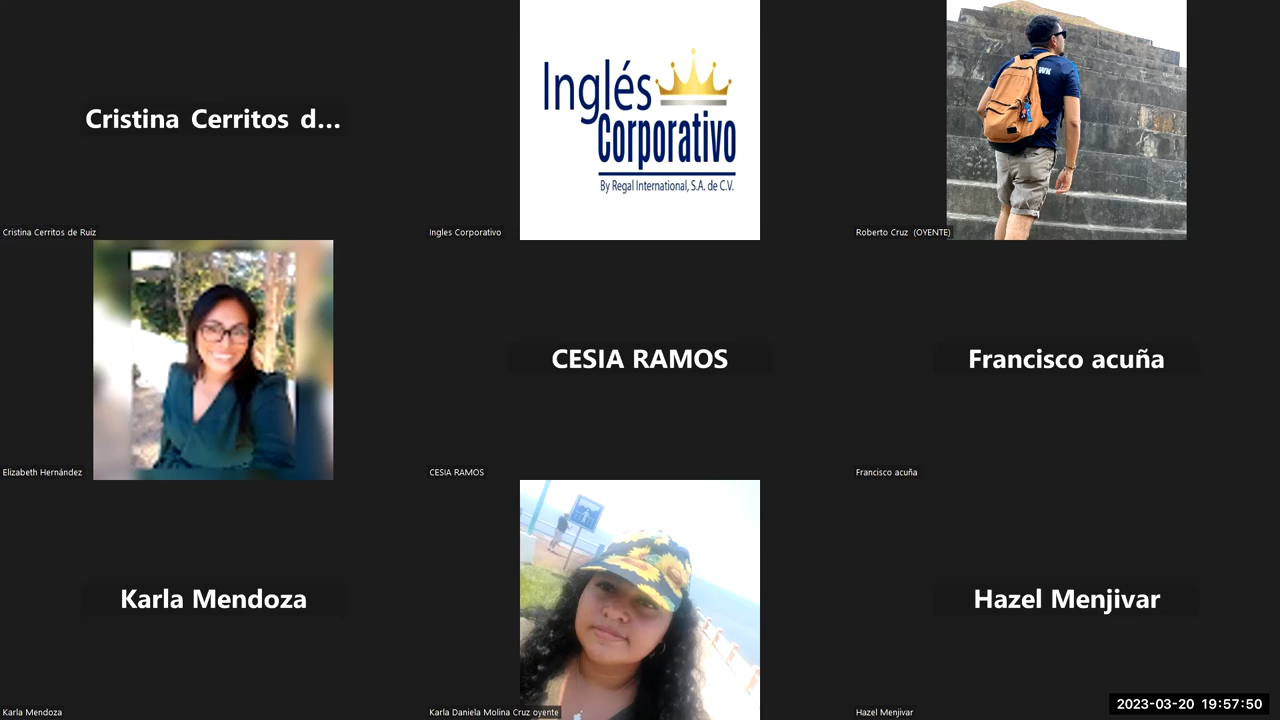 Cristina Cerritos d...
Cristina Cerritos de Ruiz
Inglés
Corporativo
By Regal International, S.A. de C.V.
Ingles Corporativo
WK
Roberto Cruz (OYENTE)
Elizabeth Hernández
CESIA RAMOS
CESIA RAMOS
Francisco acuña
Francisco acuña
Karla Mendoza
Karla Mendoza
Karla Daniela Molina Cruz oyente
Hazel Menjivar
Hazel Menjivar
2023-03-20 19:57:50